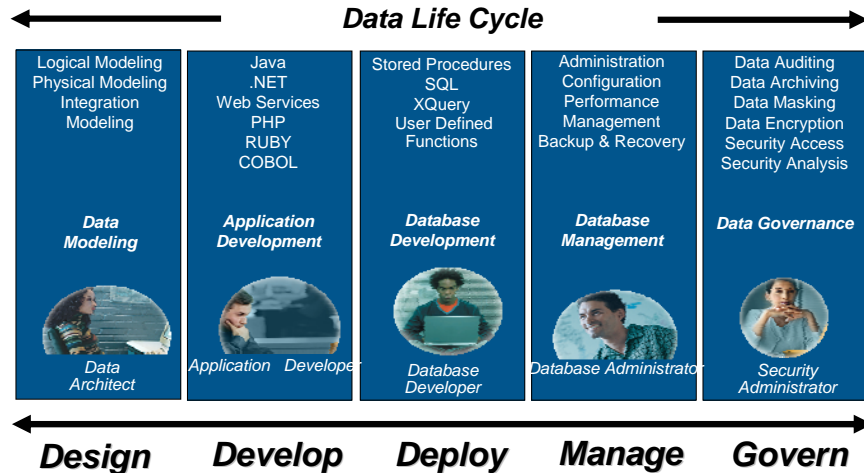 Data Life Cycle
Logical Modeling
Physical Modeling
Integration
Modeling
Data
Modeling
Data
Architect
Java
.NET
Web Services
PHP
RUBY
COBOL
Application
Development
Application Developer
Stored Procedures
SQL
XQuery
User Defined
Functions
Database
Development
Database
Developer
Administration
Configuration
Performance
Management
Backup & Recovery
Database
Management
Database Administrator
Data Auditing
Data Archiving
Data Masking
Data Encryption
Security Access
Security Analysis
Data Governance
Security
Administrator
Design
Develop
Deploy
Manage
Govern